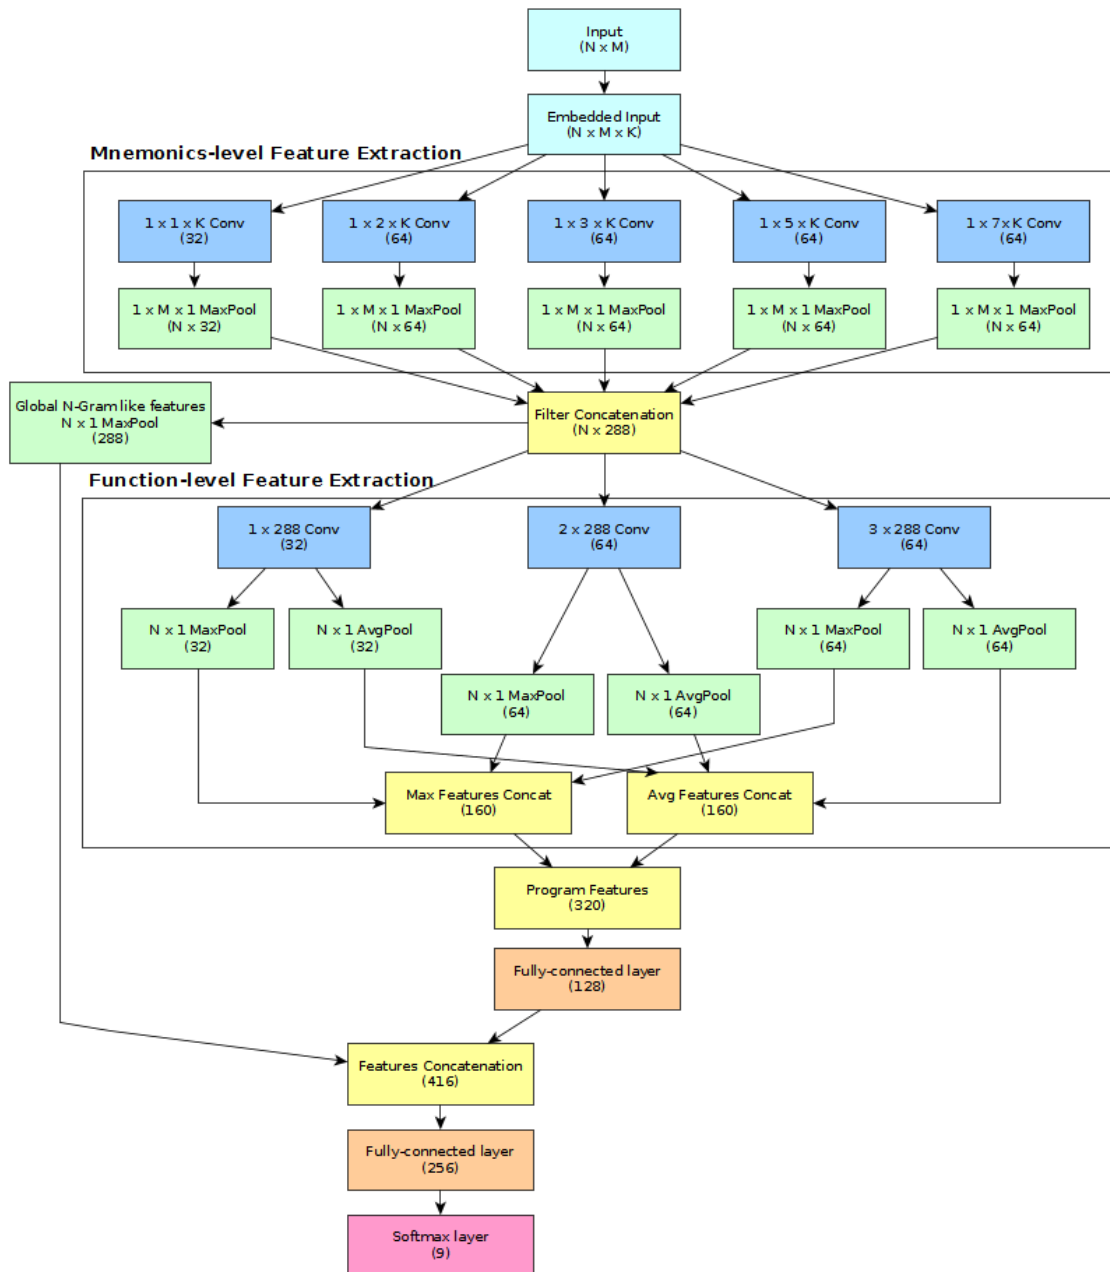 Input
(N x M)
Embedded Input
(N x M x K)
Mnemonics-level Feature Extraction
1 x 1 x K Conv
(32)
1 x 2 x K Conv
(64)
1 x 3 x K Conv
(64)
1 x 5 x K Conv
(64)
1 x 7x K Conv
(64)
1 x M x 1 MaxPool
(N x 32)
1 x M x 1 MaxPool
(N x 64)
1 x M x 1 MaxPool
(N x 64)
1 x M x 1 MaxPool
(N x 64)
1 x M x 1 MaxPool
(N x 64)
Global N-Gram like features
N x 1 MaxPool
(288)
Filter Concatenation
(N x 288)
Function-level Feature Extraction
1 x 288 Conv
(32)
2 x 288 Conv
(64)
3 x 288 Conv
(64)
N x 1 MaxPool
(32)
N x 1 AvgPool
(32)
N x 1 MaxPool
(64)
N x 1 AvgPool
(64)
N x 1 MaxPool
(64)
N x 1 AvgPool
(64)
Max Features Concat
(160)
Avg Features Concat
(160)
Program Features
(320)
Fully-connected layer
(128)
Features Concatenation
(416)
Fully-connected layer
(256)
Softmax layer
(9)